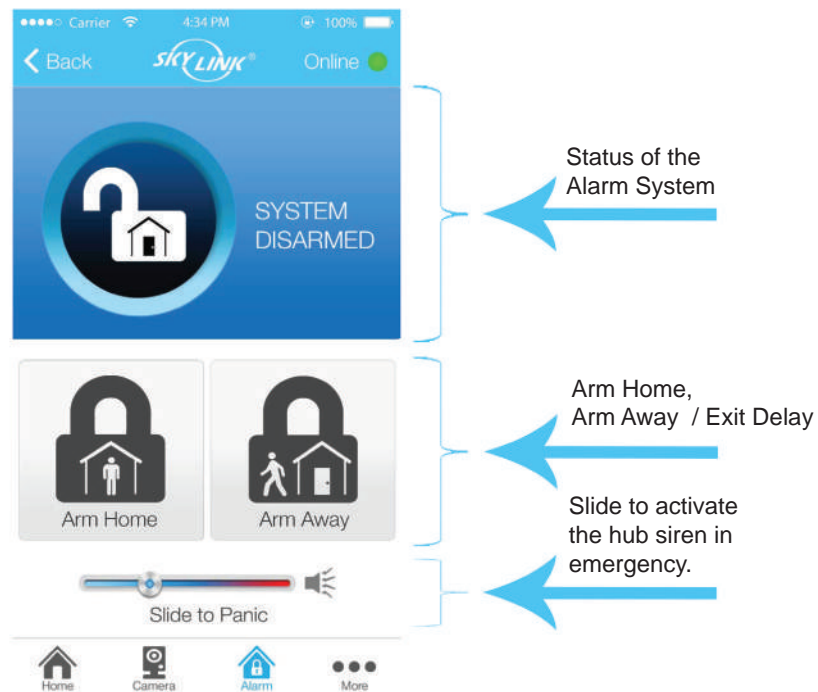 Carrier 4:34 PM 100%
Back SKYLINK® Online
SYSTEM
DISARMED
Status of the
Alarm System
Arm Home Arm Away
Arm Home,
Arm Away / Exit Delay
Slide to Panic
Slide to activate
the hub siren in
emergency.
Home Camera Alarm More